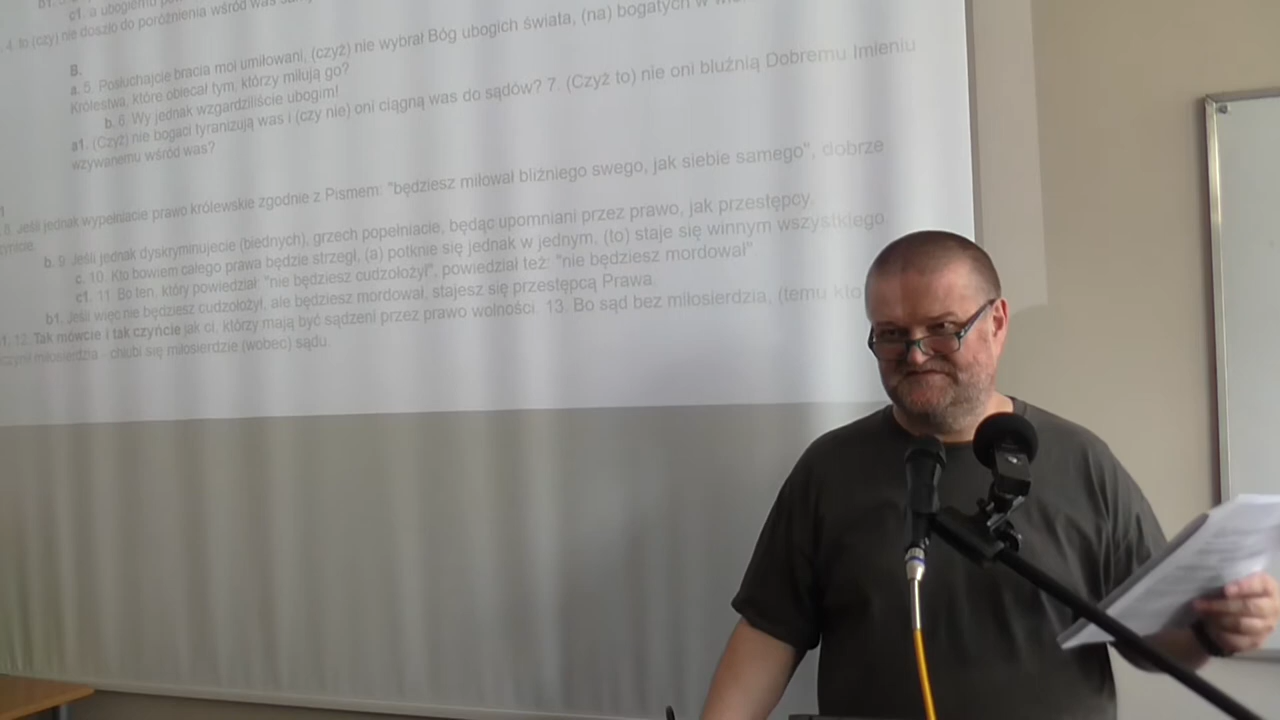 c1. a ubogiemu
4. to (czy) nie doszło do poróżnienia wśród was
B.
a. 5. Posłuchajcie bracia moi umiłowani, (czyż) nie wybrał Bóg ubogich świata, (na) bogatych w
Królestwa, które obiecał tym, którzy miłują go?
b. 6. Wy jednak wzgardziliście ubogim!
a1. (Czyż) nie bogaci tyranizują was i (czy nie) oni ciągną was do sądów? 7. (Czyż to) nie oni bluźnią Dobremu Imieniu
wzywanemu wśród was?
8. Jeśli jednak wypełniacie prawo królewskie zgodnie z Pismem: "będziesz miłował bliźniego swego, jak siebie samego", dobrze
b. 9. Jeśli jednak dyskryminujecie (biednych), grzech popełniacie, będąc upomniani przez prawo, jak przestępcy.
c. 10. Kto bowiem całego prawa będzie strzegł, (a) potknie się jednak w jednym, (to) staje się winnym wszystkiego.
c1. 11. Bo ten, który powiedział: "nie będziesz cudzołożył", powiedział też: "nie będziesz mordował"
b1. Jeśli więc nie będziesz cudzołożył, ale będziesz mordował, stajesz się przestępcą Prawa.
12. Tak mówcie i tak czyńcie jak ci, którzy mają być sądzeni przez prawo wolności. 13. Bo sąd bez miłosierdzia, (temu kto
miłosierdzia - chlubi się miłosierdzie (wobec) sądu.